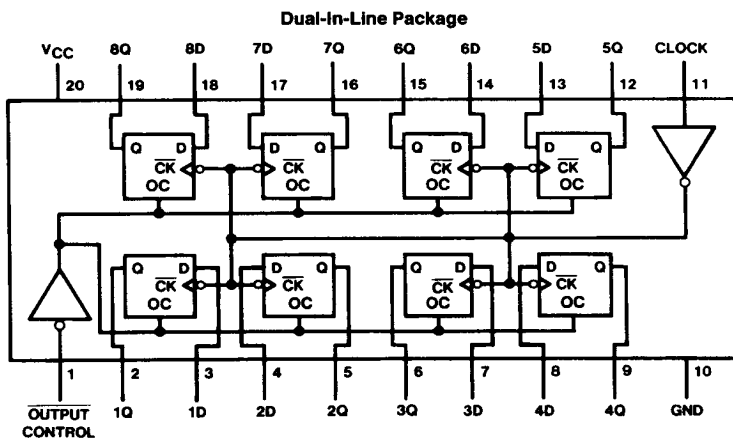 Dual-In-Line Package
VCC 8Q 8D 7D 7Q 6Q 6D 5D 5Q CLOCK
20 19 18 17 16 15 14 13 12 11
Q D D Q Q D D Q
CK CK CK CK
OC OC OC OC
Q D D Q Q D D Q
CK CK CK CK
OC OC OC OC
1 2 3 4 5 6 7 8 9 10
OUTPUT 1Q 1D 2D 2Q 3Q 3D 4D 4Q GND
CONTROL